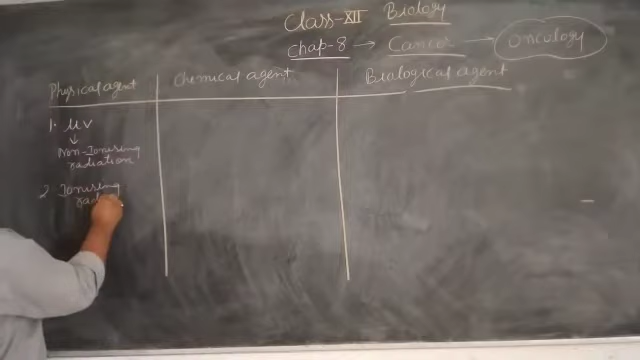 Class-XII Biology
Chap-8 → Cancer → Oncology
Physical agent Chemical agent Biological agent
1. UV
↓
Non-Ionising
radiation
2. Ionising
rad